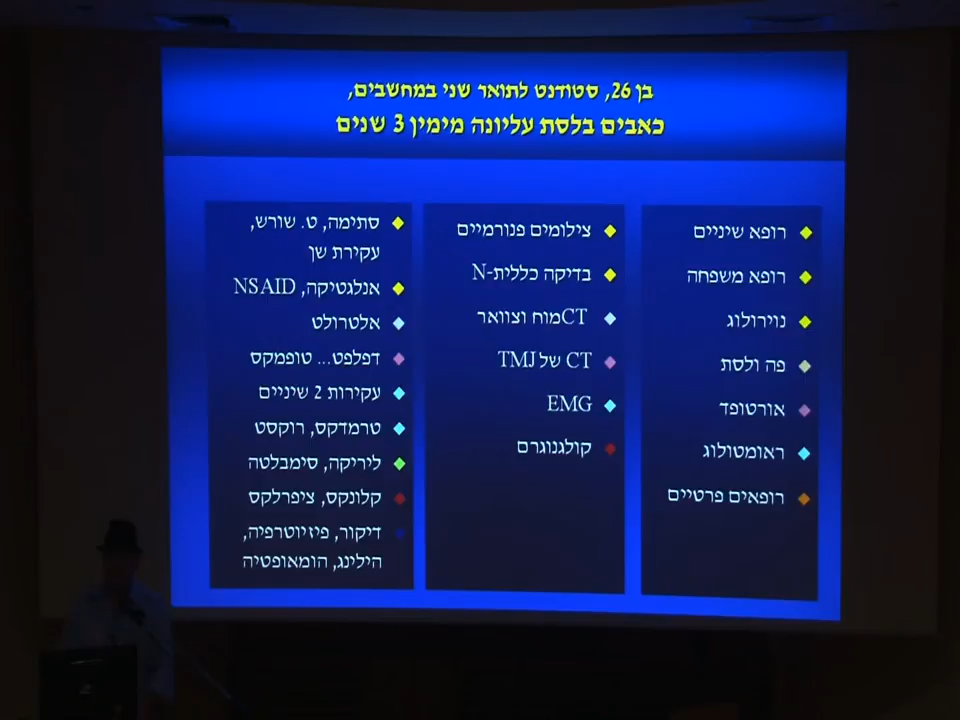 בן 26, סטודנט לתואר שני במחשבים,
כאבים בלסת עליונה מימין 3 שנים
רופא שיניים
רופא משפחה
נוירולוג
פה ולסת
אורטופד
ראומטולוג
רופאים פרטיים
צילומים פנורמיים
בדיקה כללית-N
CTמוח וצוואר
CT של TMJ
EMG
קולגנוגרם
סתימה, ט. שורש,
עקירת שן
אנלגטיקה, NSAID
אלטרולט
דפלפט... טופמקס
עקירות 2 שיניים
טרמדקס, רוקסט
ליריקה, סימבלטה
קלונקס, ציפרלקס
דיקור, פיזיוטרפיה,
הילינג, הומאופטיה